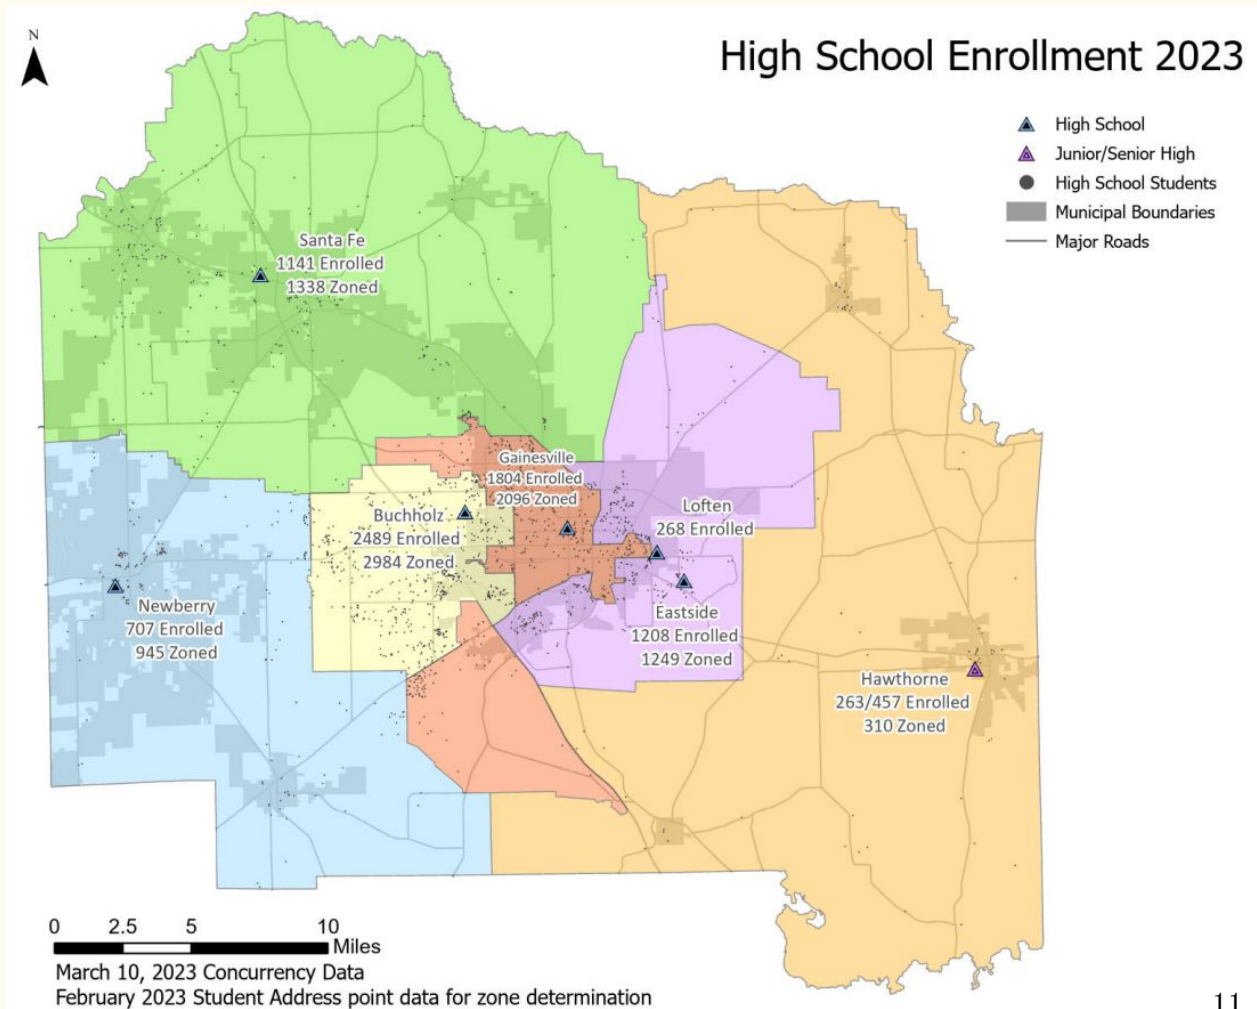 N
High School Enrollment 2023
High School
Junior/Senior High
High School Students
Municipal Boundaries
Major Roads
Santa Fe
1141 Enrolled
1338 Zoned
Gainesville
1804 Enrolled
2096 Zoned
Buchholz
2489 Enrolled
2984 Zoned
Loften
268 Enrolled
Newberry
707 Enrolled
945 Zoned
Eastside
1208 Enrolled
1249 Zoned
Hawthorne
263/457 Enrolled
310 Zoned
0 2.5 5 10
Miles
March 10, 2023 Concurrency Data
February 2023 Student Address point data for zone determination
11